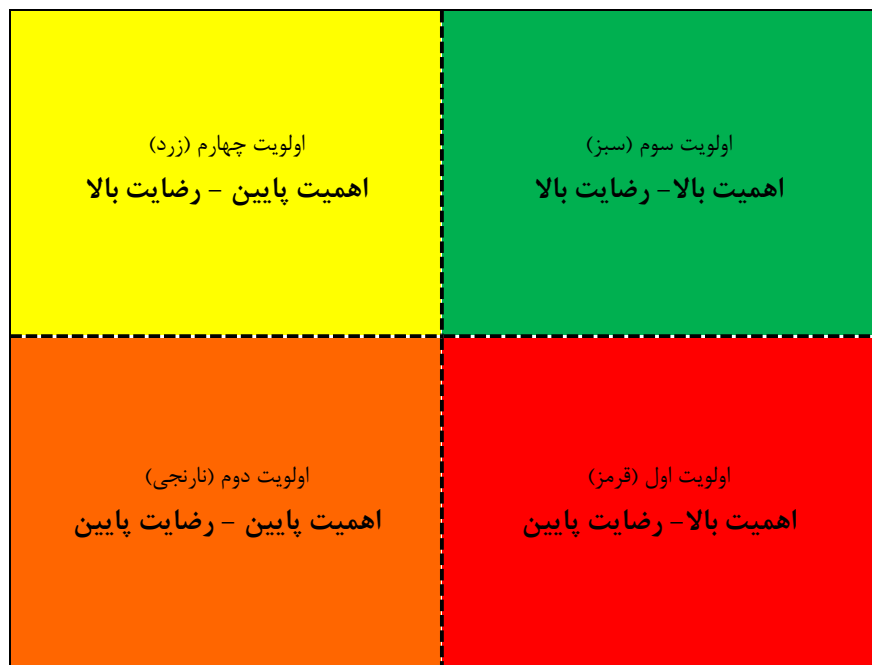 اولویت سوم (سبز)
اهمیت بالا- رضایت بالا
اولویت چهارم (زرد)
اهمیت پایین - رضایت بالا
اولویت اول (قرمز)
اهمیت بالا- رضایت پایین
اولویت دوم (نارنجی)
اهمیت پایین - رضایت پایین